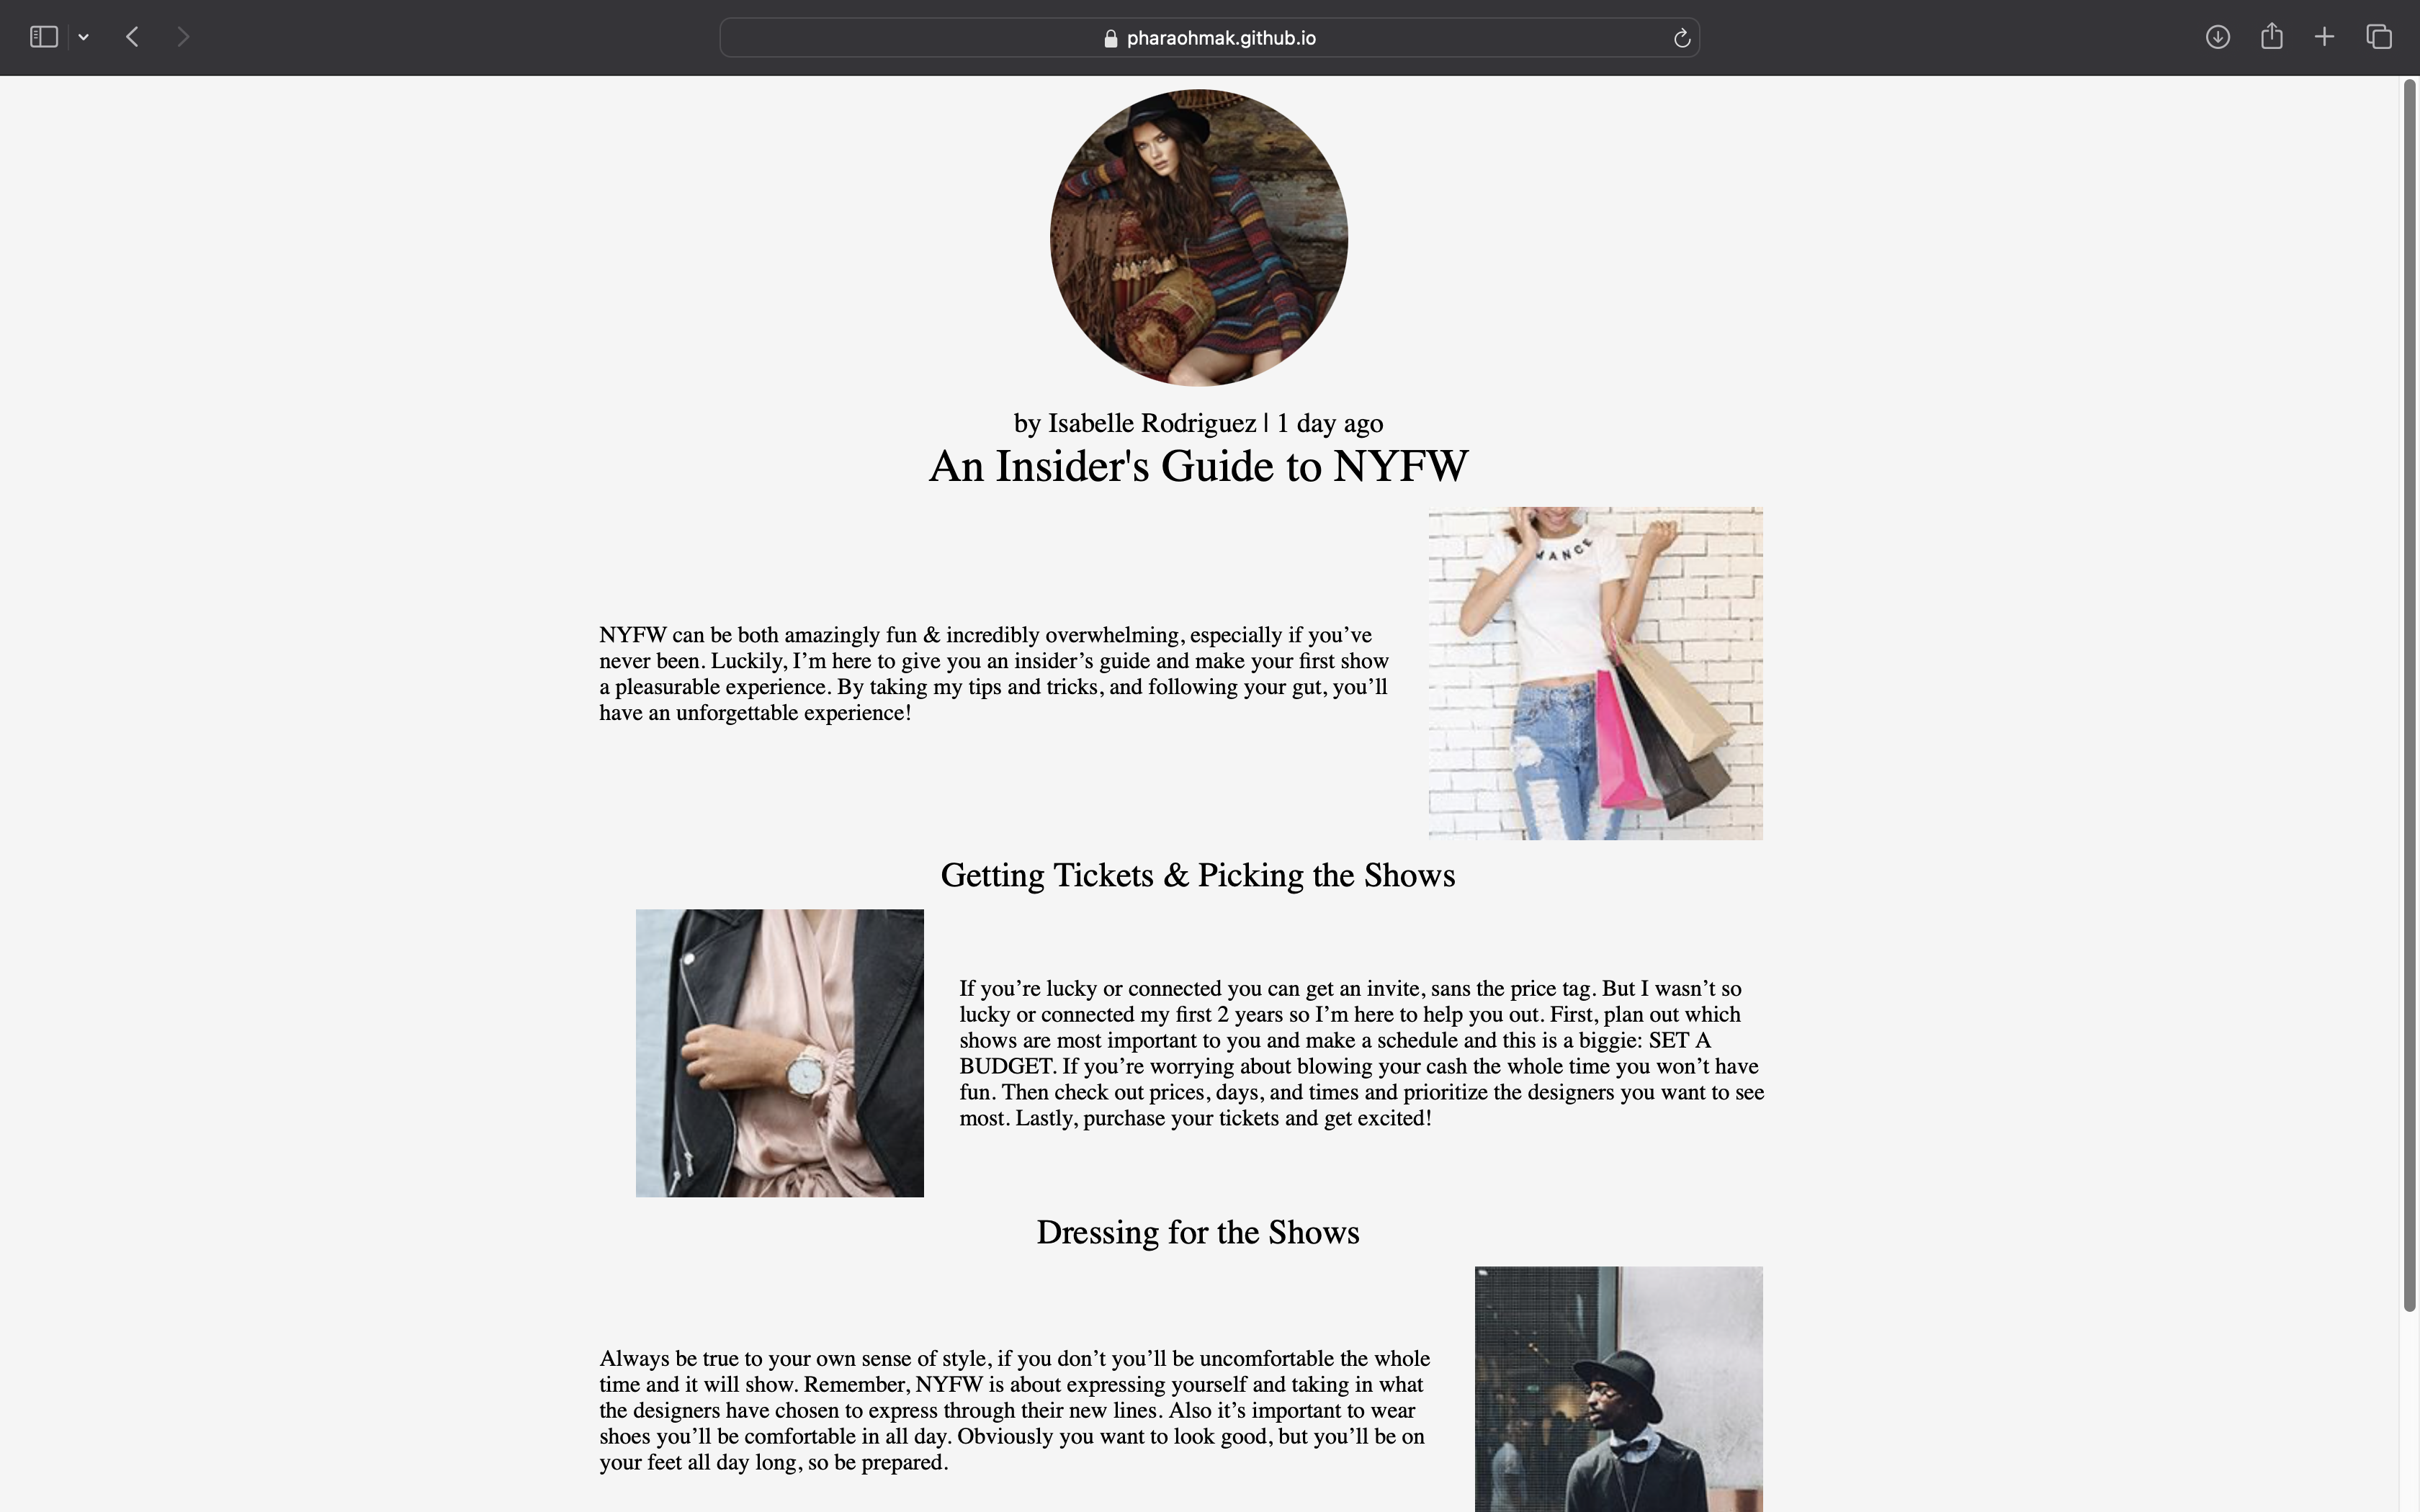 pharaohmak.github.io
by Isabelle Rodriguez | 1 day ago
An Insider's Guide to NYFW
MANCE
NYFW can be both amazingly fun & incredibly overwhelming, especially if you’ve
never been. Luckily, I’m here to give you an insider’s guide and make your first show
a pleasurable experience. By taking my tips and tricks, and following your gut, you’ll
have an unforgettable experience!
Getting Tickets & Picking the Shows
If you’re lucky or connected you can get an invite, sans the price tag. But I wasn’t so
lucky or connected my first 2 years so I’m here to help you out. First, plan out which
shows are most important to you and make a schedule and this is a biggie: SET A
BUDGET. If you’re worrying about blowing your cash the whole time you won’t have
fun. Then check out prices, days, and times and prioritize the designers you want to see
most. Lastly, purchase your tickets and get excited!
Dressing for the Shows
Always be true to your own sense of style, if you don’t you’ll be uncomfortable the whole
time and it will show. Remember, NYFW is about expressing yourself and taking in what
the designers have chosen to express through their new lines. Also it’s important to wear
shoes you’ll be comfortable in all day. Obviously you want to look good, but you’ll be on
your feet all day long, so be prepared.